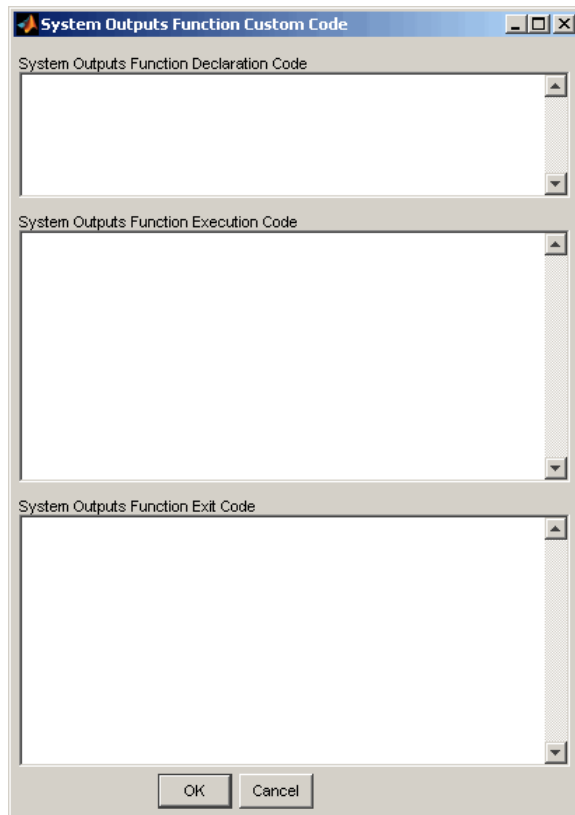 System Outputs Function Custom Code
System Outputs Function Declaration Code
System Outputs Function Execution Code
System Outputs Function Exit Code
OK Cancel